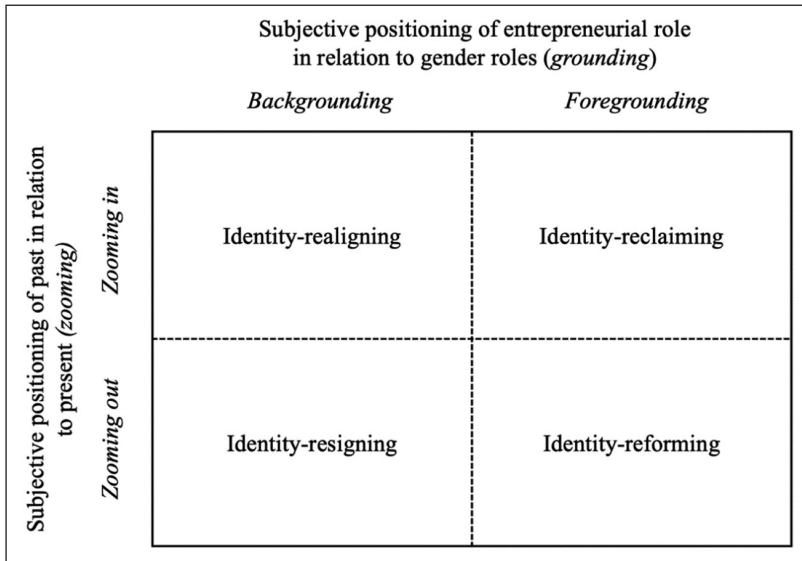 Subjective positioning of entrepreneurial role
in relation to gender roles (grounding)
Backgrounding Foregrounding
Subjective positioning of past in relation
to present (zooming)
Zooming in
Identity-realigning Identity-reclaiming
Zooming out
Identity-resigning Identity-reforming